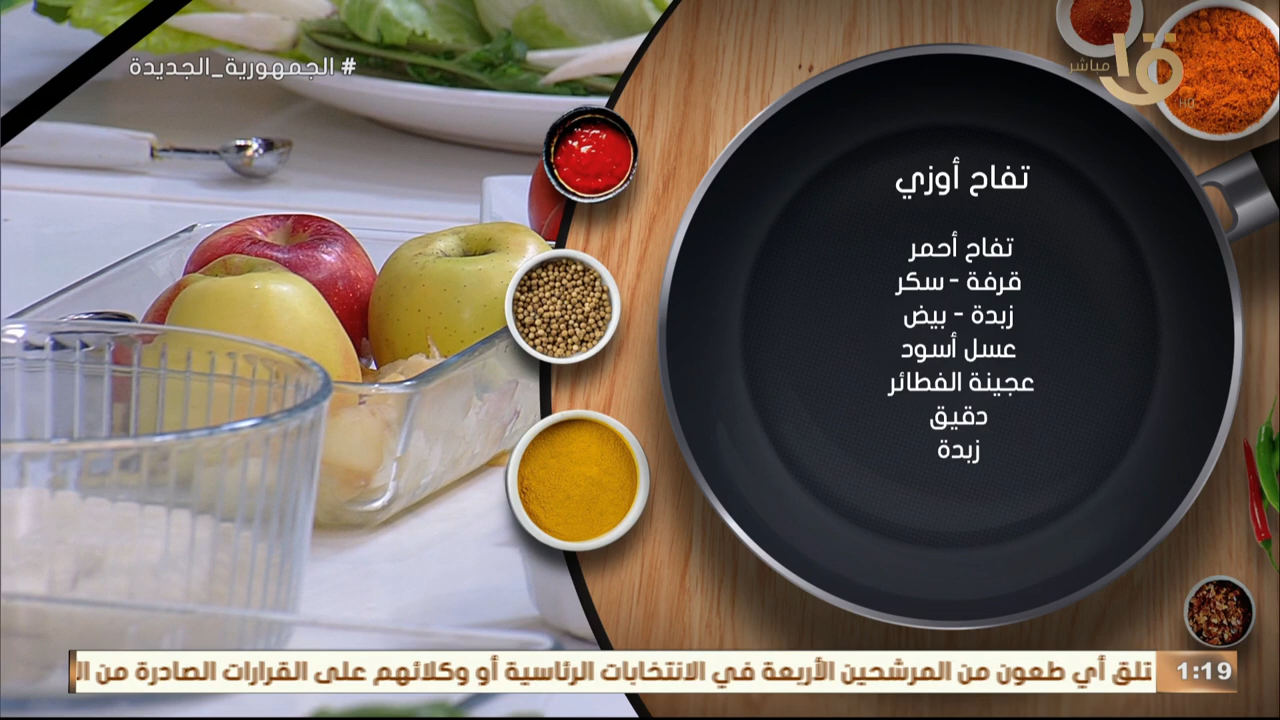 # الجمهورية_الجديدة
مباشر
HD
تفاح أوزي
تفاح أحمر
قرفة - سكر
زبدة - بيض
عسل أسود
عجينة الفطائر
دقيق
زبدة
1:19
تلق أي طعون من المرشحين الأربعة في الانتخابات الرئاسية أو وكلائهم على القرارات الصادرة من ال